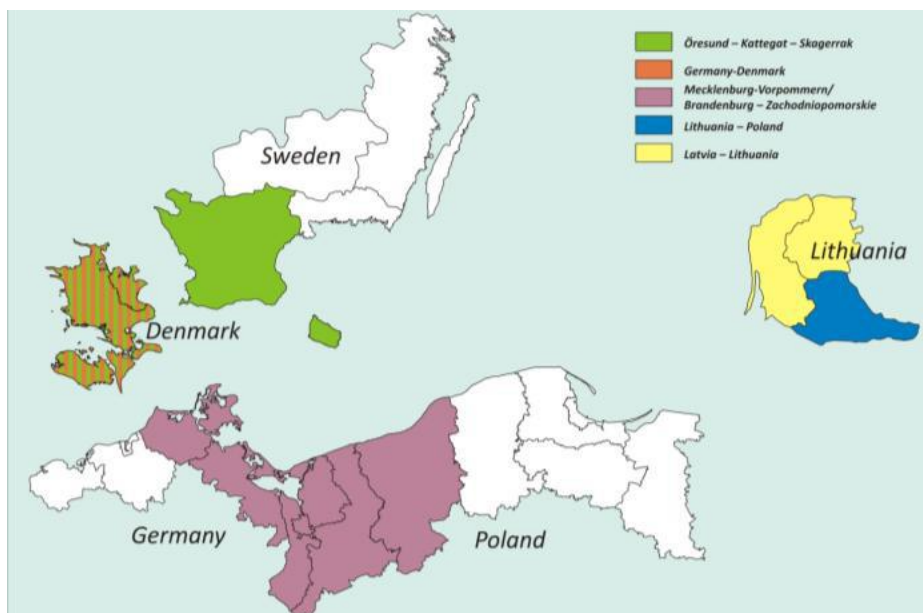 Öresund – Kattegat – Skagerrak
Germany-Denmark
Mecklenburg-Vorpommern/
Brandenburg – Zachodniopomorskie
Lithuania – Poland
Latvia – Lithuania
Sweden
Lithuania
Denmark
Germany
Poland